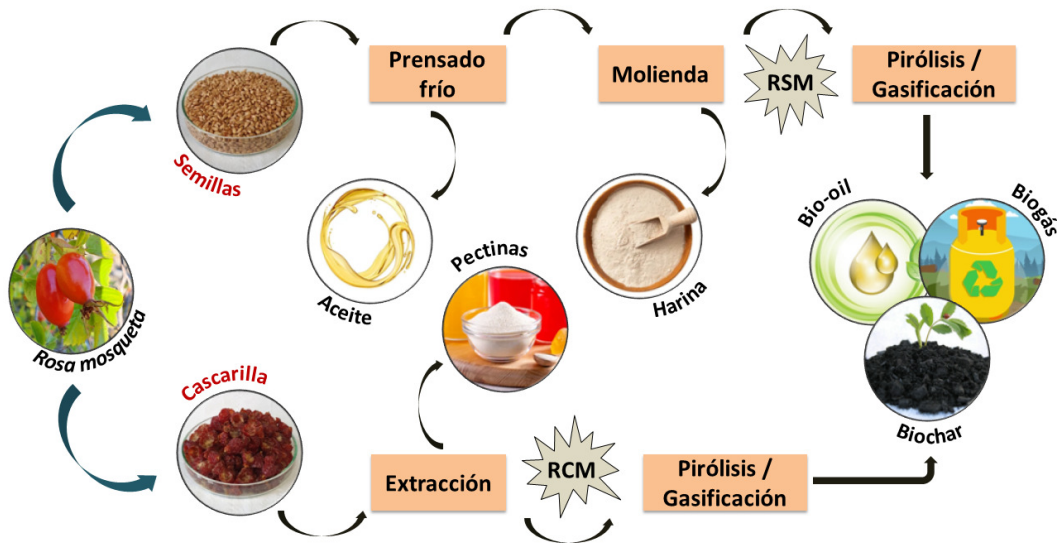 Prensado
frío
Molienda
RSM
Pirólisis /
Gasificación
Semillas
Bio-oil
Biogás
Pectinas
Aceite
Harina
Rosa mosqueta
Cascarilla
Biochar
Extracción
RCM
Pirólisis /
Gasificación